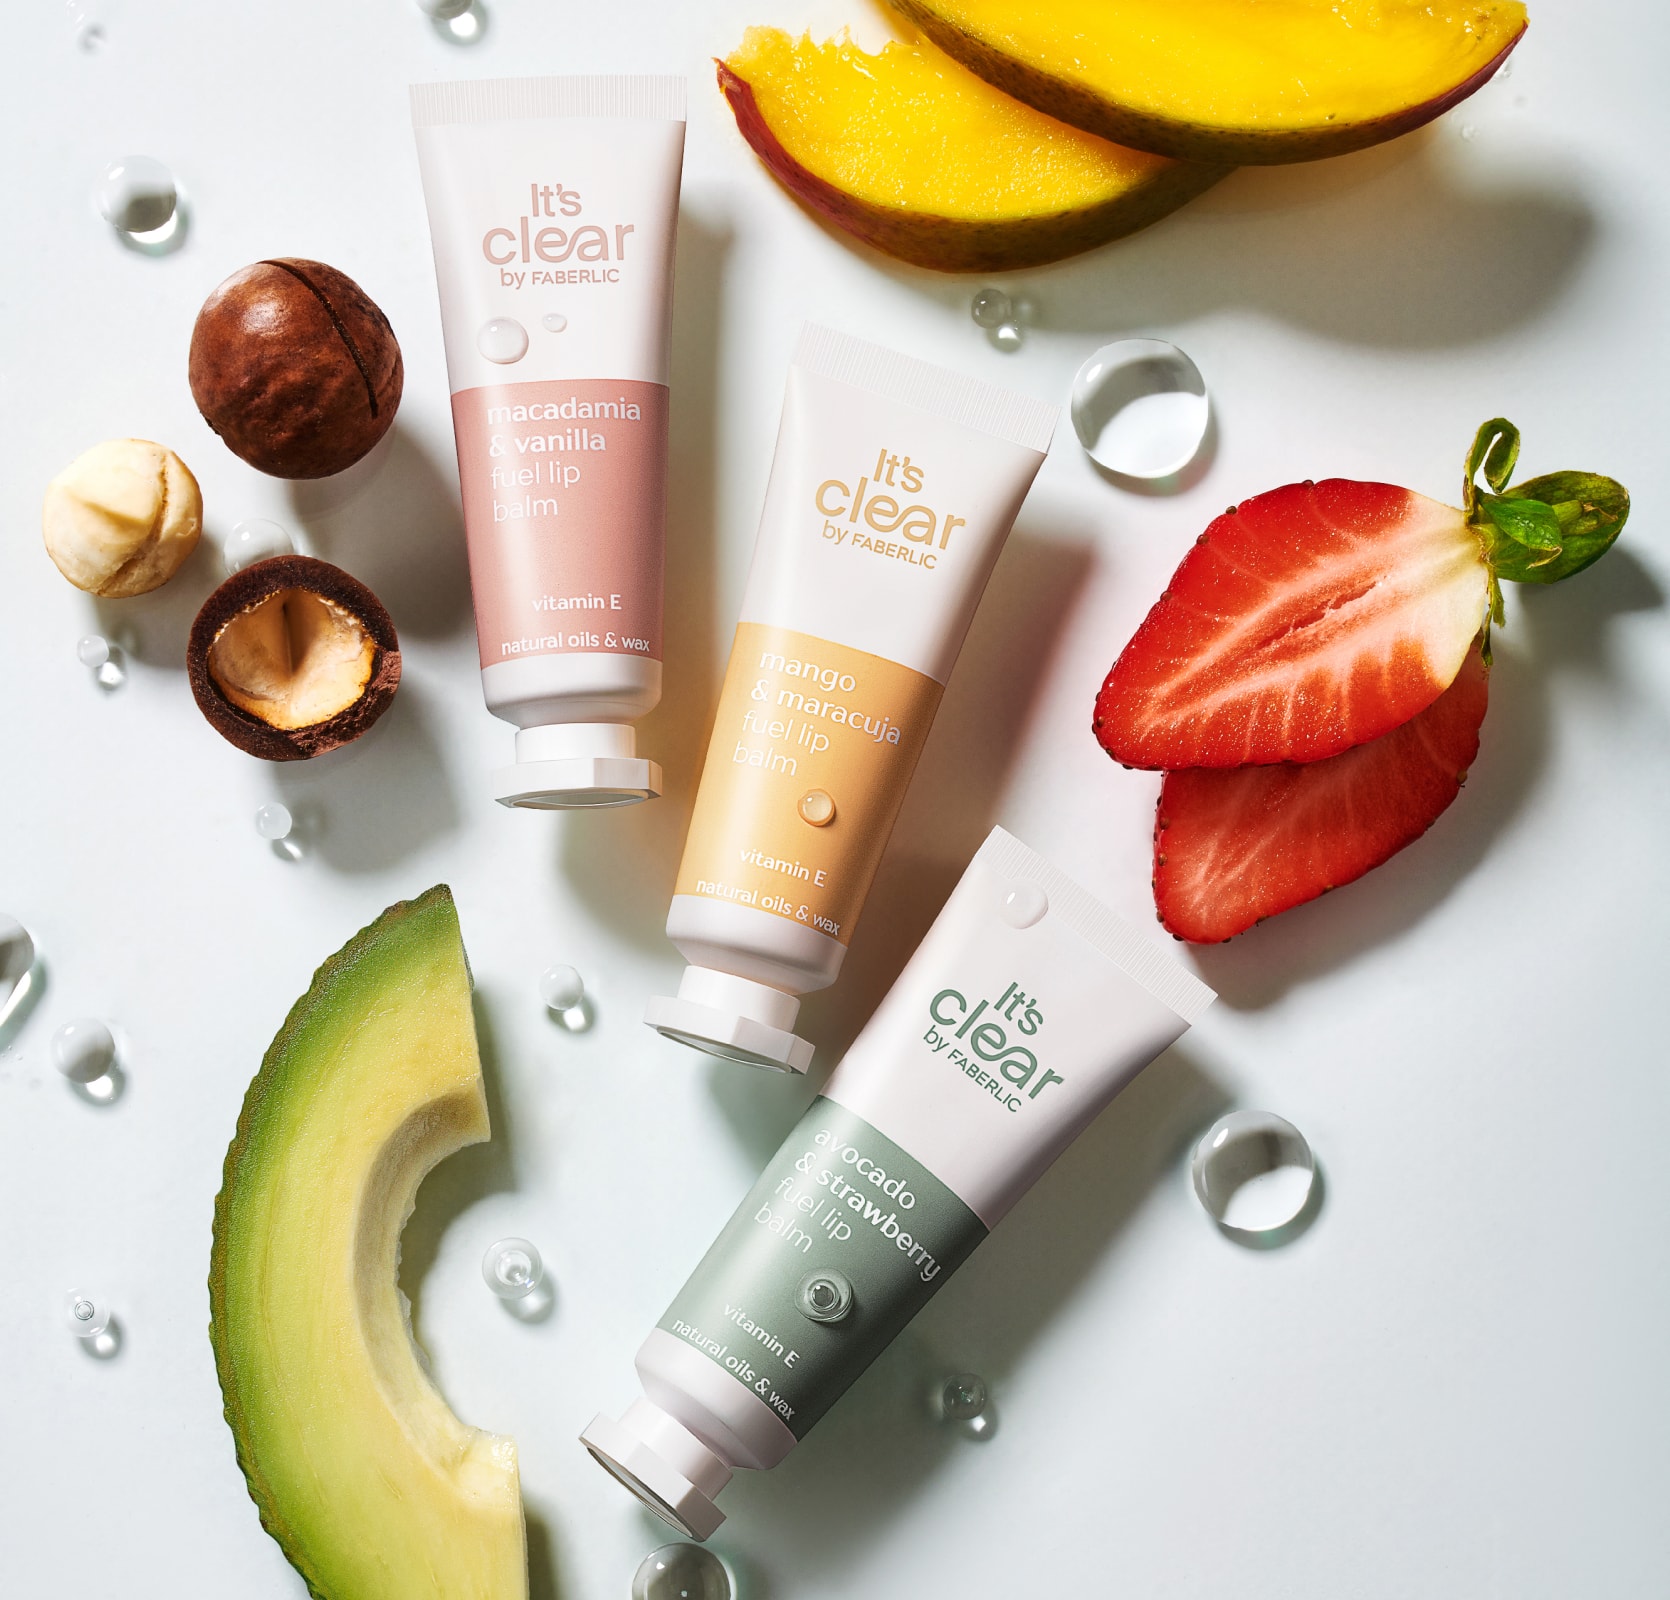 It's
clear
by FABERLIC
macadamia
& vanilla
fuel lip
balm
vitamin E
natural oils & wax
It's
clear
by FABERLIC
mango
& maracuja
fuel lip
balm
vitamin E
natural oils & wax
It's
clear
by FABERLIC
avocado
& strawberry
fuel lip
balm
vitamin E
natural oils & wax